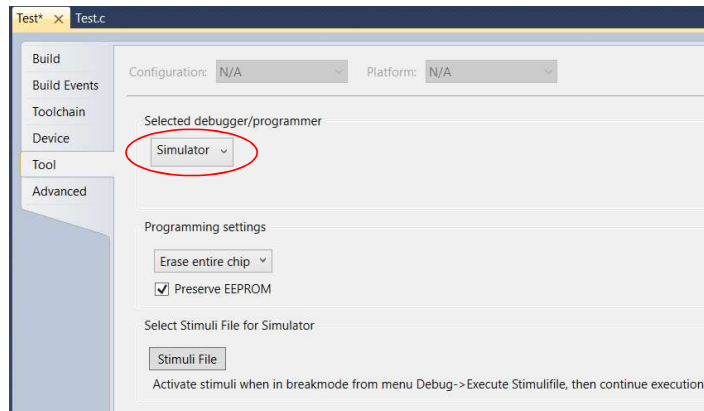 Test* Test.c
Build
Build Events
Toolchain
Device
Tool
Advanced
Configuration: N/A Platform: N/A
Selected debugger/programmer
Simulator
Programming settings
Erase entire chip
Preserve EEPROM
Select Stimuli File for Simulator
Stimuli File
Activate stimuli when in breakmode from menu Debug->Execute Stimulifile, then continue execution